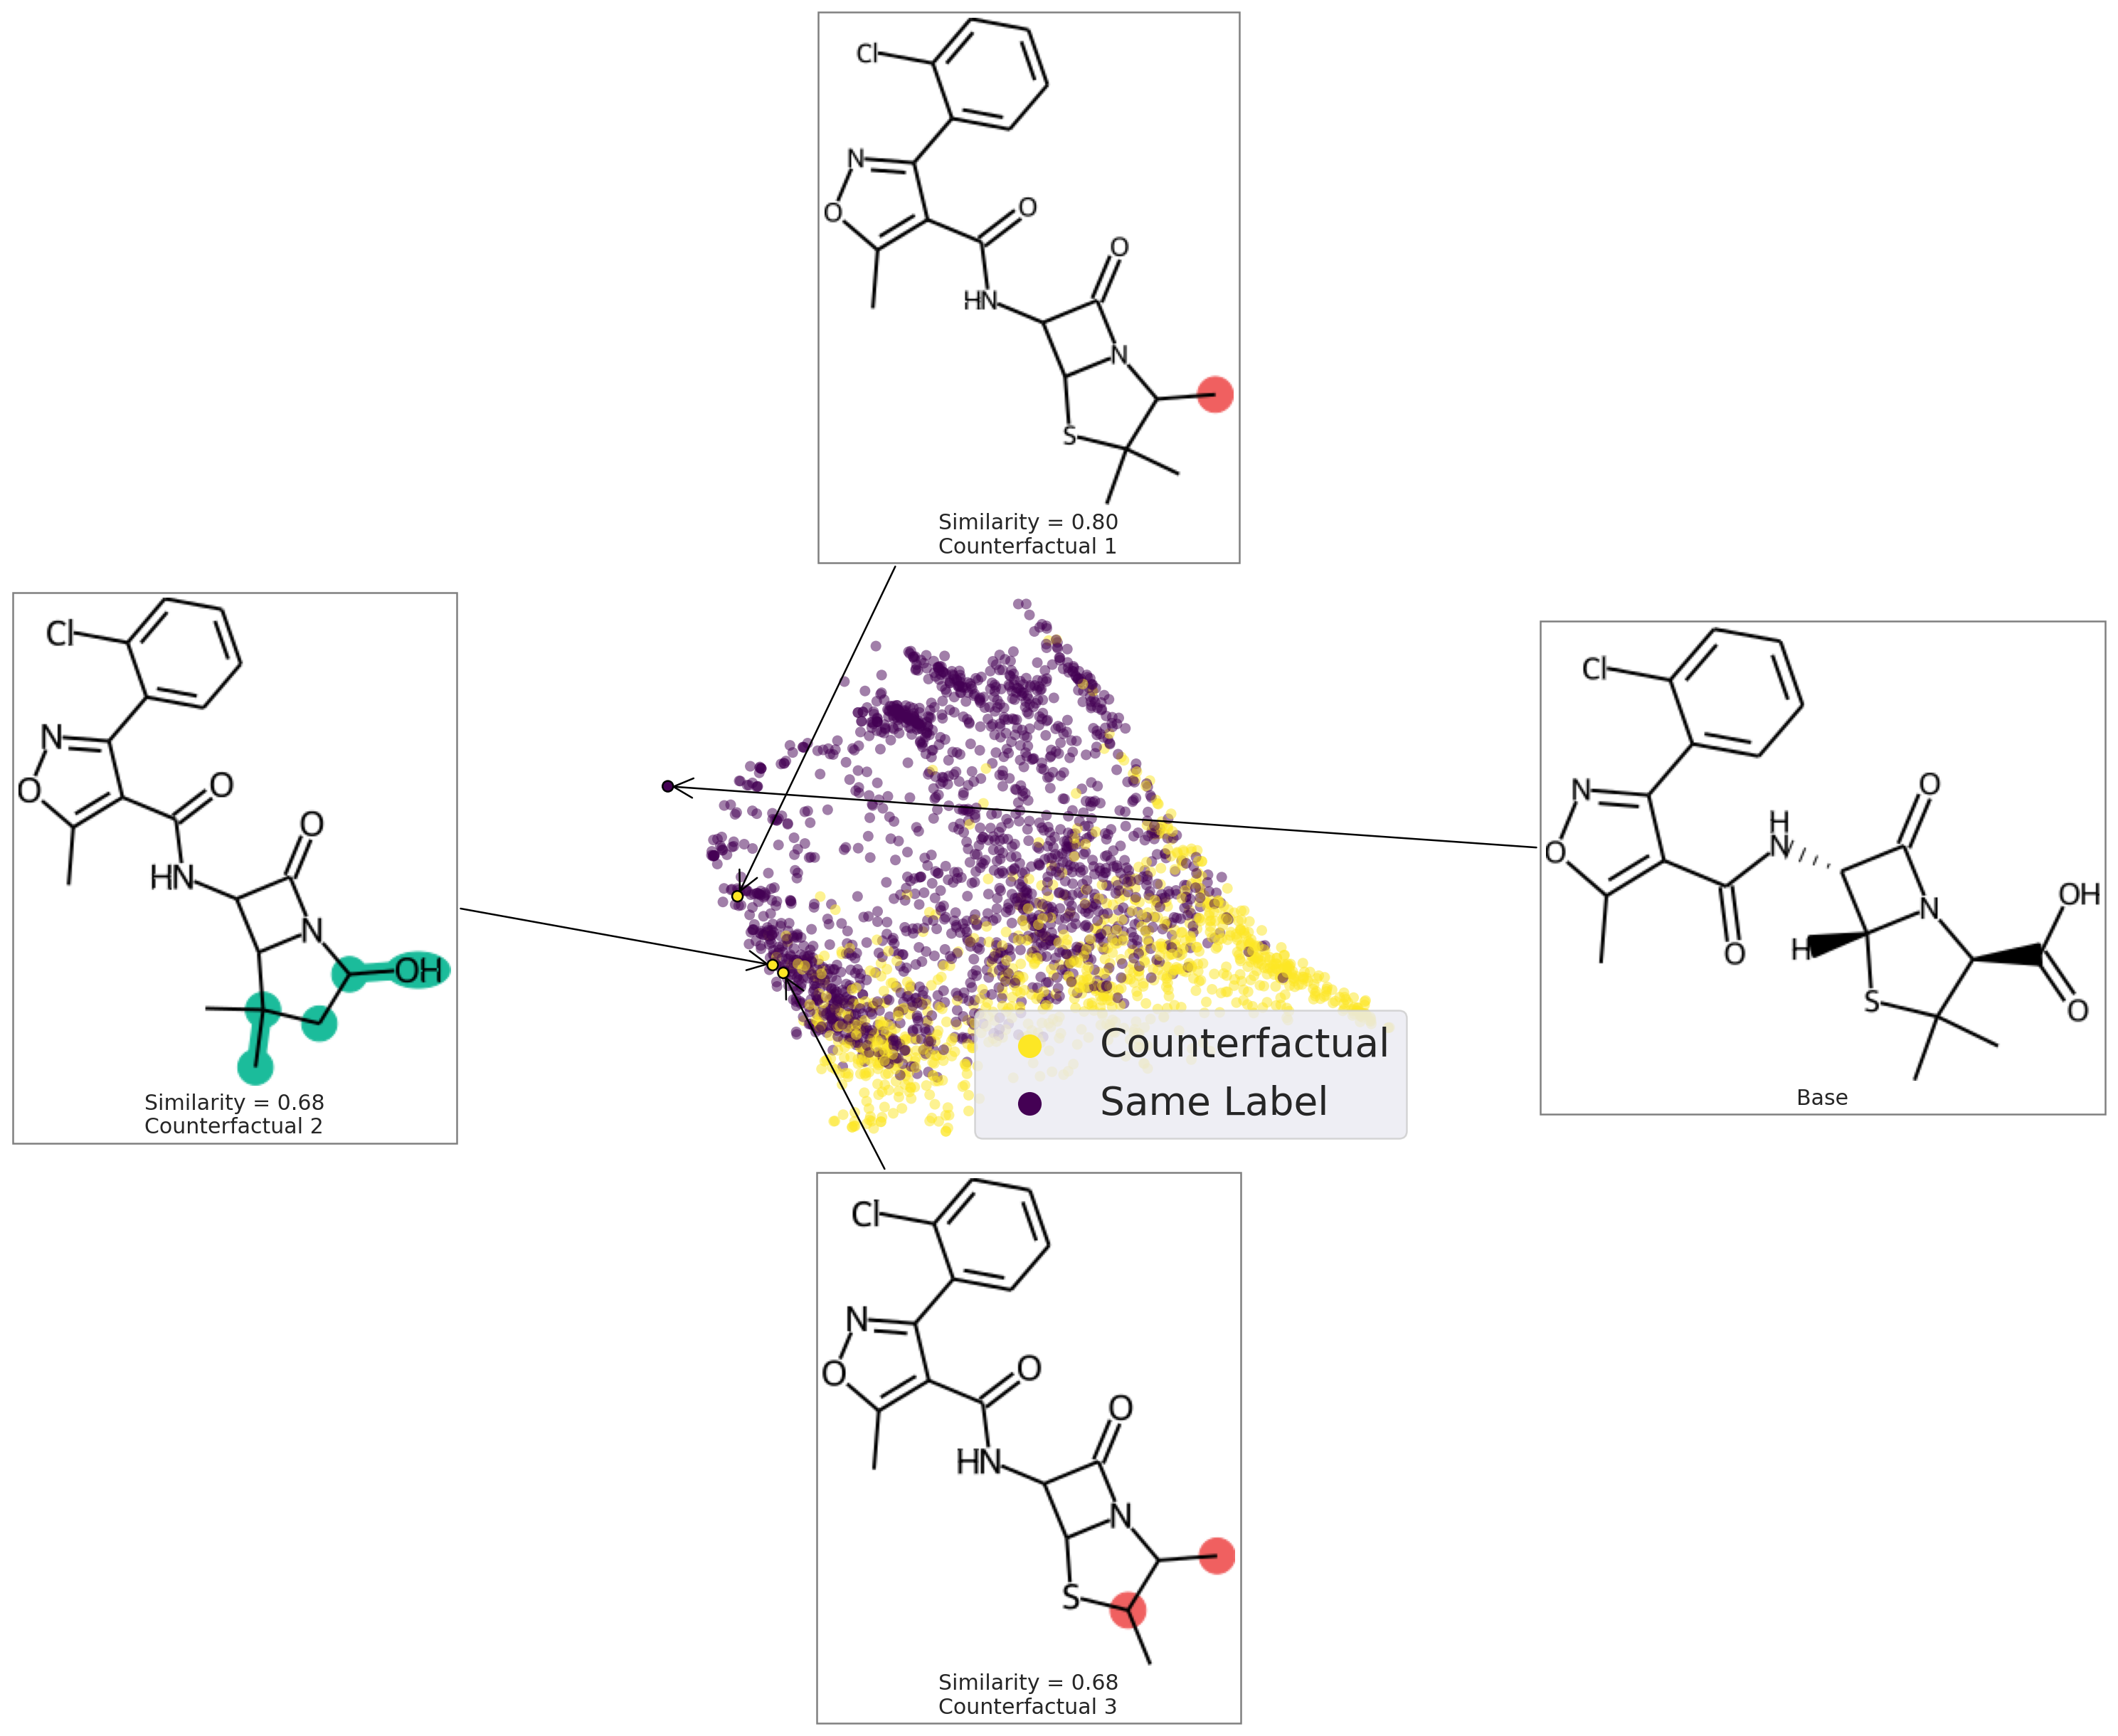 Cl
N
O
O
O
HN
N
S
Similarity = 0.80
Counterfactual 1
Cl
N
O
O
O
HN
N
OH
Similarity = 0.68
Counterfactual 2
Cl
N
O
H
N
O
OH
N
H
O
S
O
Base
Counterfactual
Same Label
Cl
N
O
O
O
HN
N
S
Similarity = 0.68
Counterfactual 3